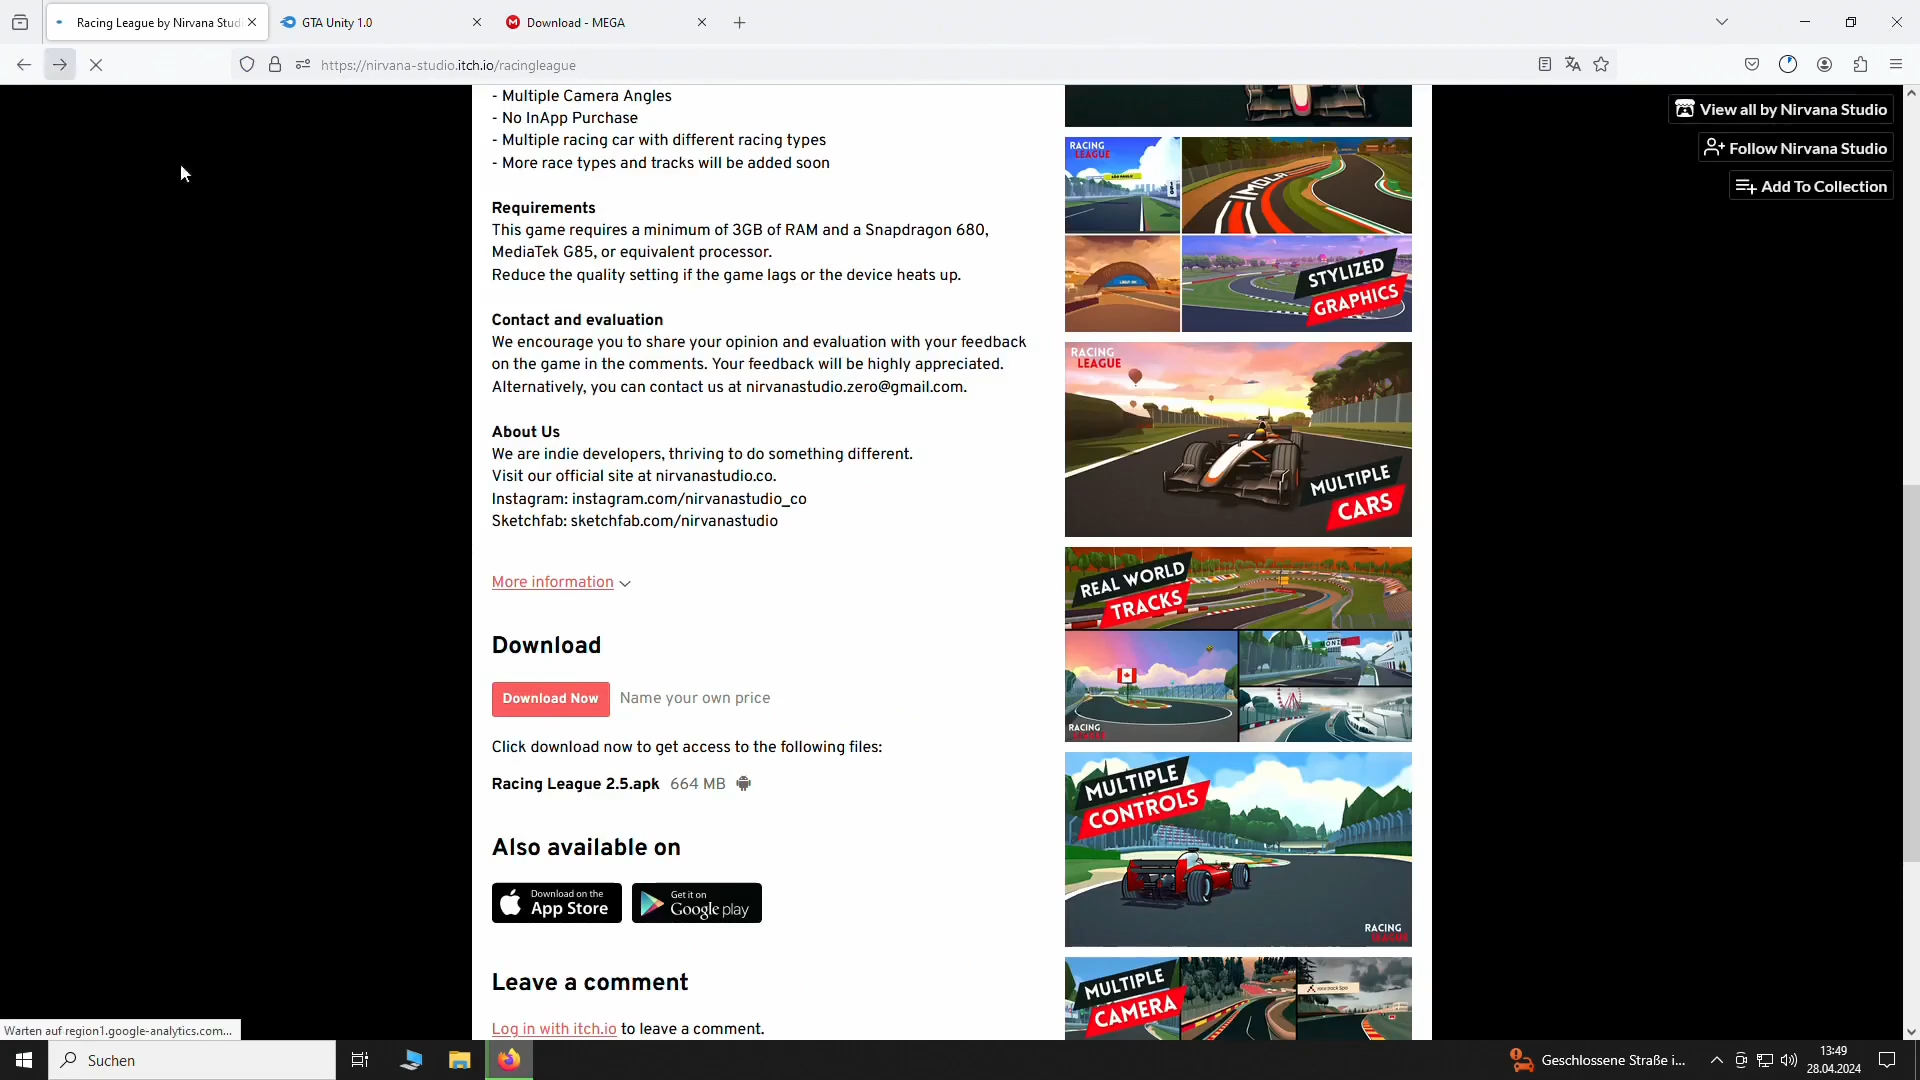 Racing League by Nirvana Studi
GTA Unity 1.0
Download - MEGA
https://nirvana-studio.itch.io/racingleague
- Multiple Camera Angles
- No InApp Purchase
- Multiple racing car with different racing types
- More race types and tracks will be added soon
Requirements
This game requires a minimum of 3GB of RAM and a Snapdragon 680,
MediaTek G85, or equivalent processor.
Reduce the quality setting if the game lags or the device heats up.
Contact and evaluation
We encourage you to share your opinion and evaluation with your feedback
on the game in the comments. Your feedback will be highly appreciated.
Alternatively, you can contact us at nirvanastudio.zero@gmail.com.
About Us
We are indie developers, thriving to do something different.
Visit our official site at nirvanastudio.co.
Instagram: instagram.com/nirvanastudio_co
Sketchfab: sketchfab.com/nirvanastudio
More information
Download
Download Now
Name your own price
Click download now to get access to the following files:
Racing League 2.5.apk 664 MB
Also available on
Download on the
App Store
Get it on
Google play
Leave a comment
Log in with itch.io to leave a comment.
RACING
LEAGUE
IMOLA
STYLIZED
GRAPHICS
RACING
LEAGUE
MULTIPLE
CARS
REAL WORLD
TRACKS
RACING
LEAGUE
MULTIPLE
CONTROLS
RACING
LEAGUE
MULTIPLE
CAMERA
View all by Nirvana Studio
Follow Nirvana Studio
Add To Collection
Warten auf region1.google-analytics.com...
Suchen
Geschlossene Straße i...
13:49
28.04.2024